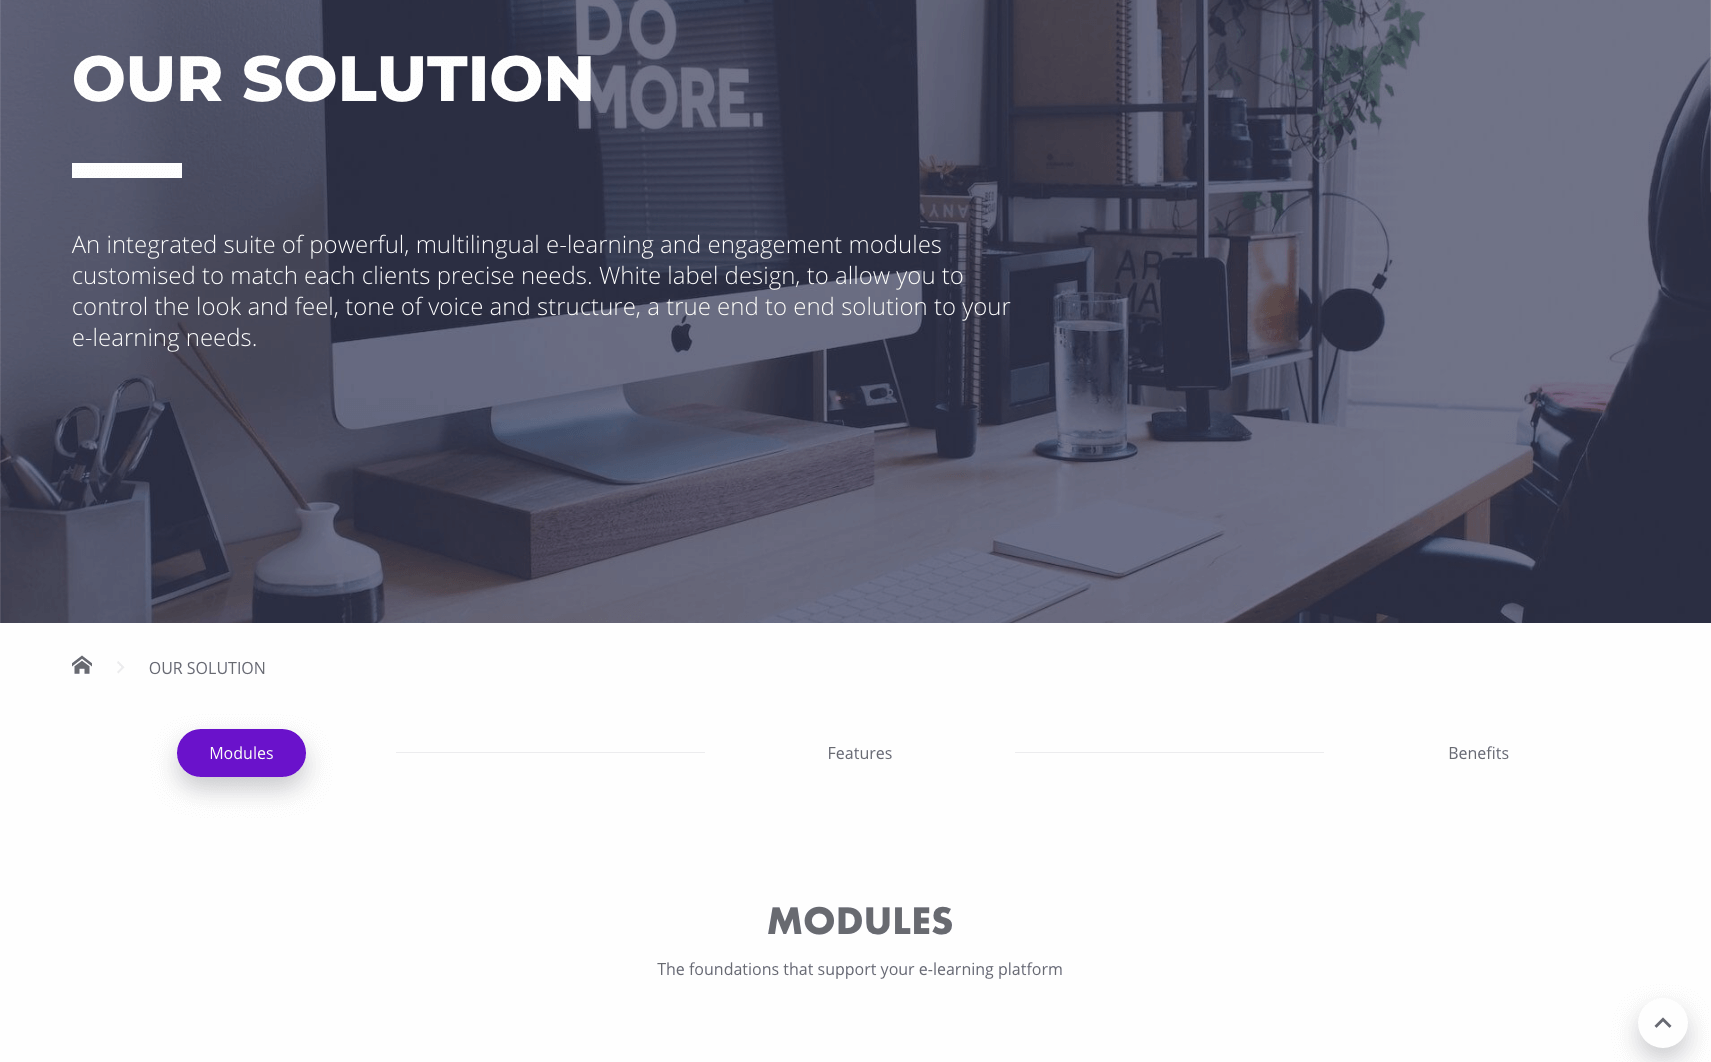 DO
MORE.
OUR SOLUTION
An integrated suite of powerful, multilingual e-learning and engagement modules
customised to match each clients precise needs. White label design, to allow you to
control the look and feel, tone of voice and structure, a true end to end solution to your
e-learning needs.
OUR SOLUTION
Modules
Features
Benefits
MODULES
The foundations that support your e-learning platform